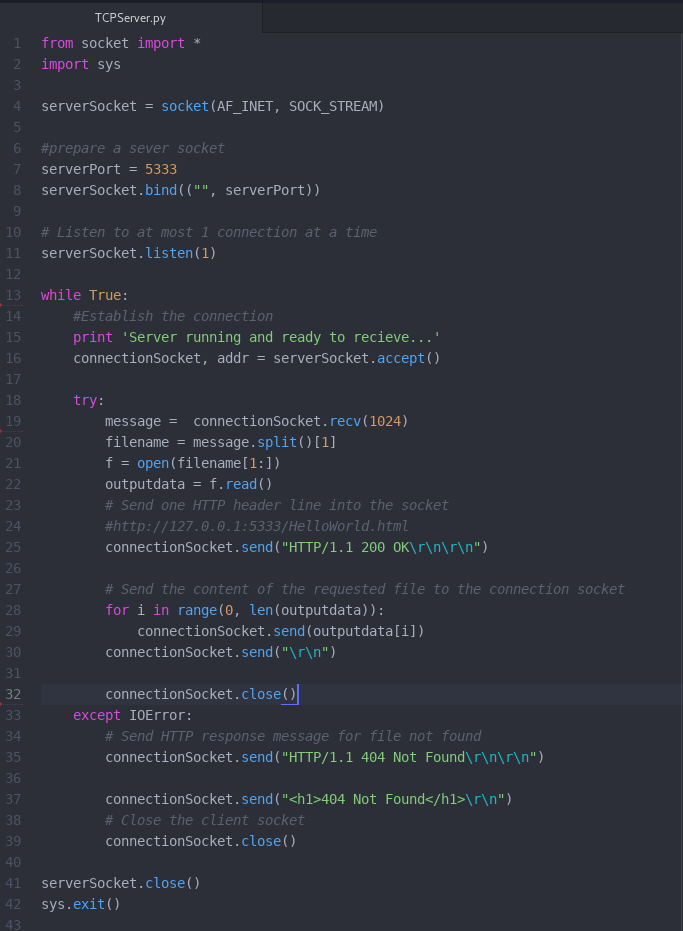 TCPServer.py
1 from socket import *
2 import sys
3
4 serverSocket = socket(AF_INET, SOCK_STREAM)
5
6 #prepare a sever socket
7 serverPort = 5333
8 serverSocket.bind(("", serverPort))
9
10 # Listen to at most 1 connection at a time
11 serverSocket.listen(1)
12
13 while True:
14     #Establish the connection
15     print 'Server running and ready to recieve...'
16     connectionSocket, addr = serverSocket.accept()
17
18     try:
19         message =  connectionSocket.recv(1024)
20         filename = message.split()[1]
21         f = open(filename[1:])
22         outputdata = f.read()
23         # Send one HTTP header line into the socket
24         #http://127.0.0.1:5333/HelloWorld.html
25         connectionSocket.send("HTTP/1.1 200 OK\r\n\r\n")
26
27         # Send the content of the requested file to the connection socket
28         for i in range(0, len(outputdata)):
29             connectionSocket.send(outputdata[i])
30         connectionSocket.send("\r\n")
31
32         connectionSocket.close()
33     except IOError:
34         # Send HTTP response message for file not found
35         connectionSocket.send("HTTP/1.1 404 Not Found\r\n\r\n")
36
37         connectionSocket.send("<h1>404 Not Found</h1>\r\n")
38         # Close the client socket
39         connectionSocket.close()
40
41 serverSocket.close()
42 sys.exit()
43